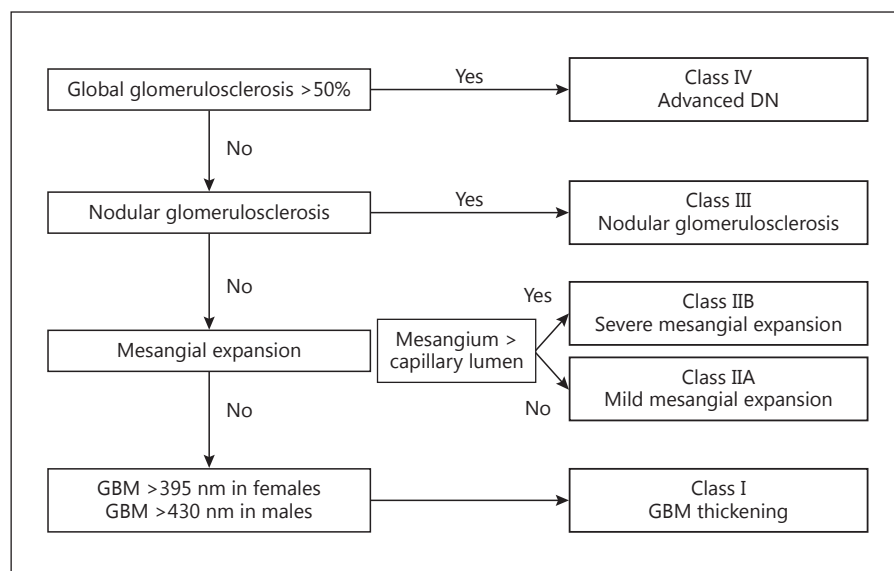 Global glomerulosclerosis >50%
Yes
Class IV
Advanced DN
No
Nodular glomerulosclerosis
Yes
Class III
Nodular glomerulosclerosis
No
Mesangial expansion
Mesangium >
capillary lumen
Yes
Class IIB
Severe mesangial expansion
No
Class IIA
Mild mesangial expansion
No
GBM >395 nm in females
GBM >430 nm in males
Class I
GBM thickening